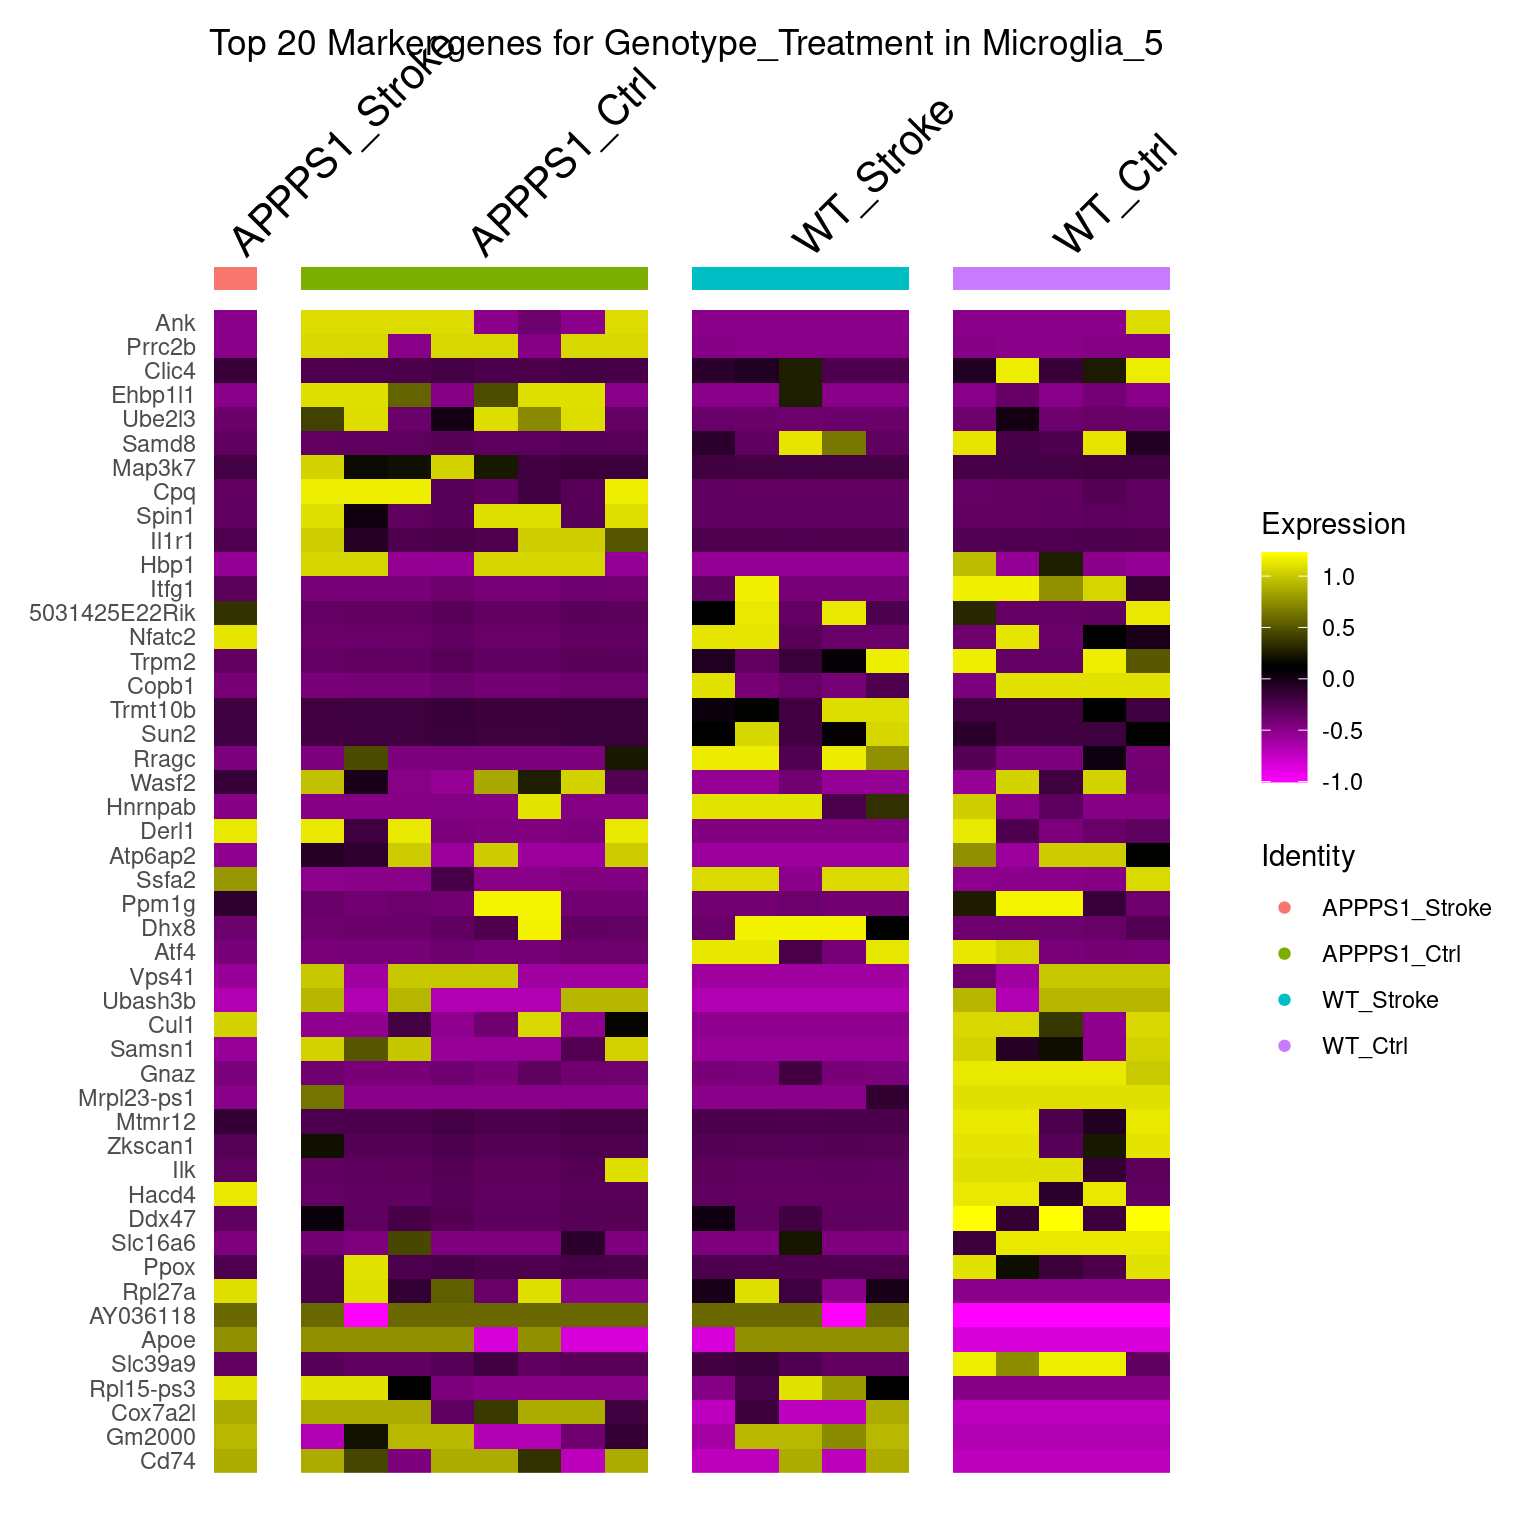 Top 20 Markergenes for Genotype_Treatment in Microglia_5
APPPS1_Stroke
APPPS1_Ctrl
WT_Stroke
WT_Ctrl
Ank
Prrc2b
Clic4
Ehbp1l1
Ube2l3
Samd8
Map3k7
Cpq
Spin1
Il1r1
Hbp1
Itfg1
5031425E22Rik
Nfatc2
Trpm2
Copb1
Trmt10b
Sun2
Rragc
Wasf2
Hnrnpab
Derl1
Atp6ap2
Ssfa2
Ppm1g
Dhx8
Atf4
Vps41
Ubash3b
Cul1
Samsn1
Gnaz
Mrpl23-ps1
Mtmr12
Zkscan1
Ilk
Hacd4
Ddx47
Slc16a6
Ppox
Rpl27a
AY036118
Apoe
Slc39a9
Rpl15-ps3
Cox7a2l
Gm2000
Cd74
Expression
1.0
0.5
0.0
-0.5
-1.0
Identity
APPPS1_Stroke
APPPS1_Ctrl
WT_Stroke
WT_Ctrl